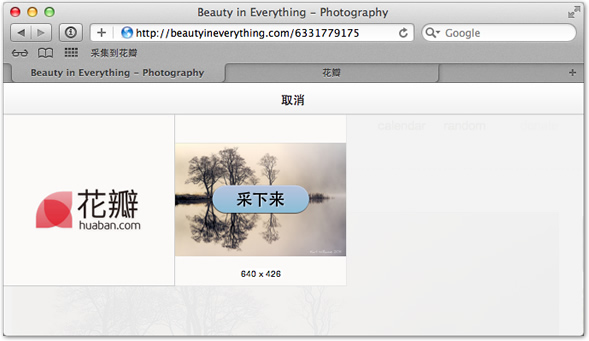 Beauty in Everything - Photography
http://beautyineverything.com/6331779175
Google
采集到花瓣
Beauty in Everything - Photography
花瓣
取消
calendar random
花瓣
huaban.com
采下来
640 x 426